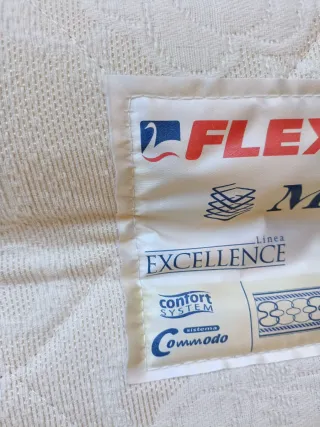 FLEX
M
Linea
EXCELLENCE
confort
SYSTEM
sistema
Commodo